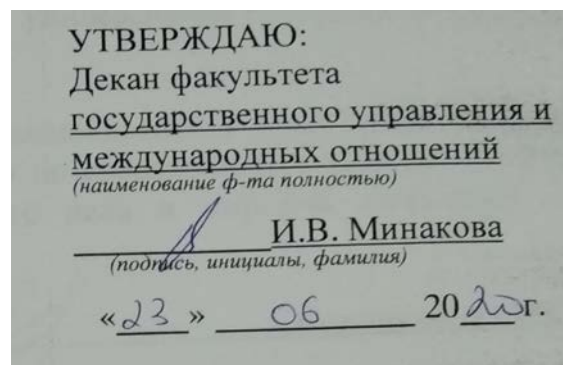 УТВЕРЖДАЮ:
Декан факультета
государственного управления и
международных отношений
(наименование ф-та полностью)
И.В. Минакова
(подпись, инициалы, фамилия)
«23» 06 2020г.